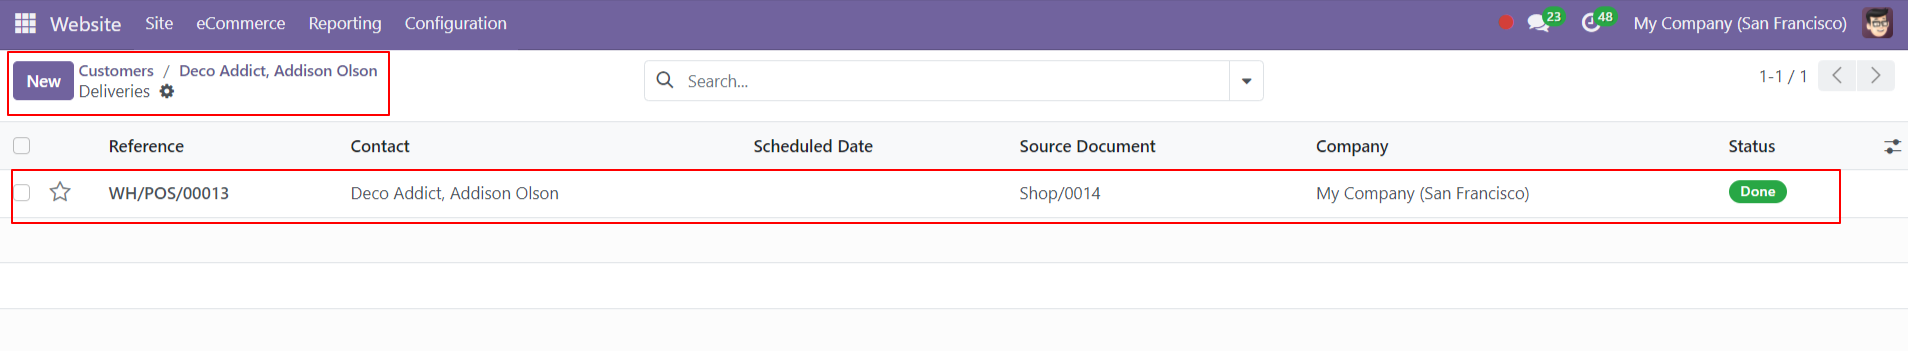 Website Site eCommerce Reporting Configuration 23 48 My Company (San Francisco)
New Customers / Deco Addict, Addison Olson
Deliveries
Search...
1-1 / 1
Reference Contact Scheduled Date Source Document Company Status
WH/POS/00013 Deco Addict, Addison Olson Shop/0014 My Company (San Francisco) Done